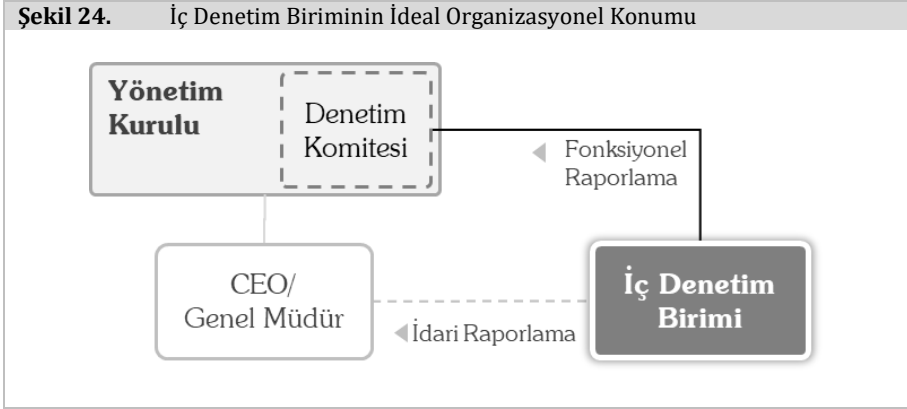 Şekil 24. İç Denetim Biriminin İdeal Organizasyonel Konumu
Yönetim
Kurulu
Denetim
Komitesi
Fonksiyonel
Raporlama
CEO/
Genel Müdür
İdari Raporlama
İç Denetim
Birimi